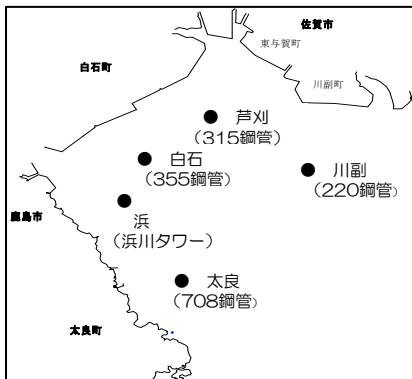 佐賀市
東与賀町
白石町
川副町
芦刈
(315鋼管)
白石
(355鋼管)
川副
(220鋼管)
浜
(浜川タワー)
鹿島市
太良
(708鋼管)
太良町